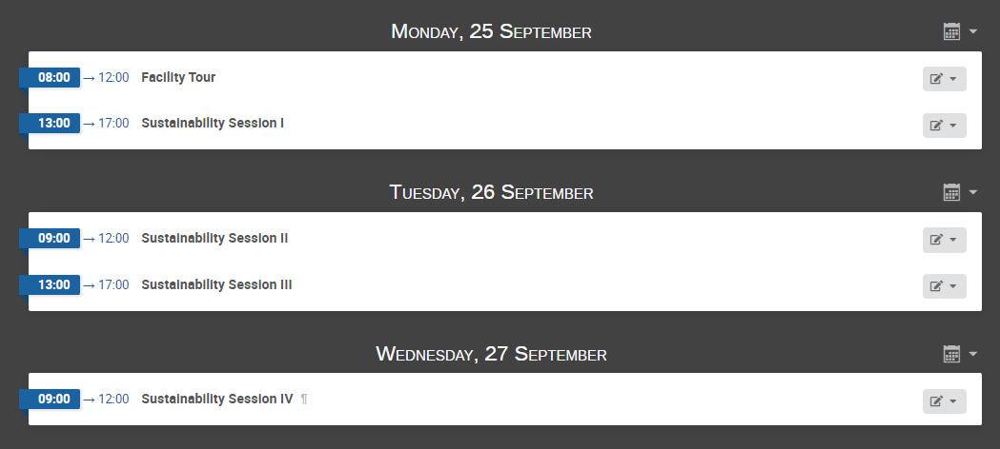 Monday, 25 September
08:00 → 12:00 Facility Tour
13:00 → 17:00 Sustainability Session I
Tuesday, 26 September
09:00 → 12:00 Sustainability Session II
13:00 → 17:00 Sustainability Session III
Wednesday, 27 September
09:00 → 12:00 Sustainability Session IV ¶